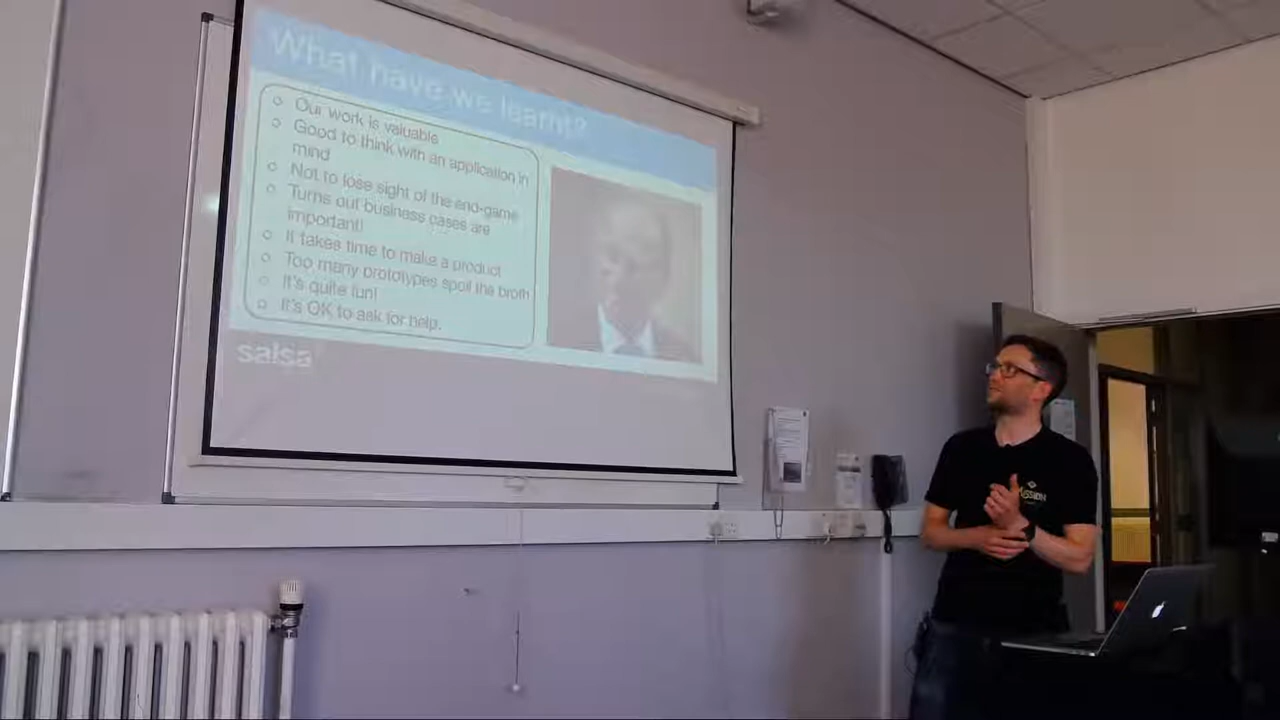 What have we learnt?
Our work is valuable
Good to think with an application in
mind
Not to lose sight of the end-game
Turns out business cases are
important!
It takes time to make a product
Too many prototypes spoil the broth
It's quite fun!
It's OK to ask for help.
salsa